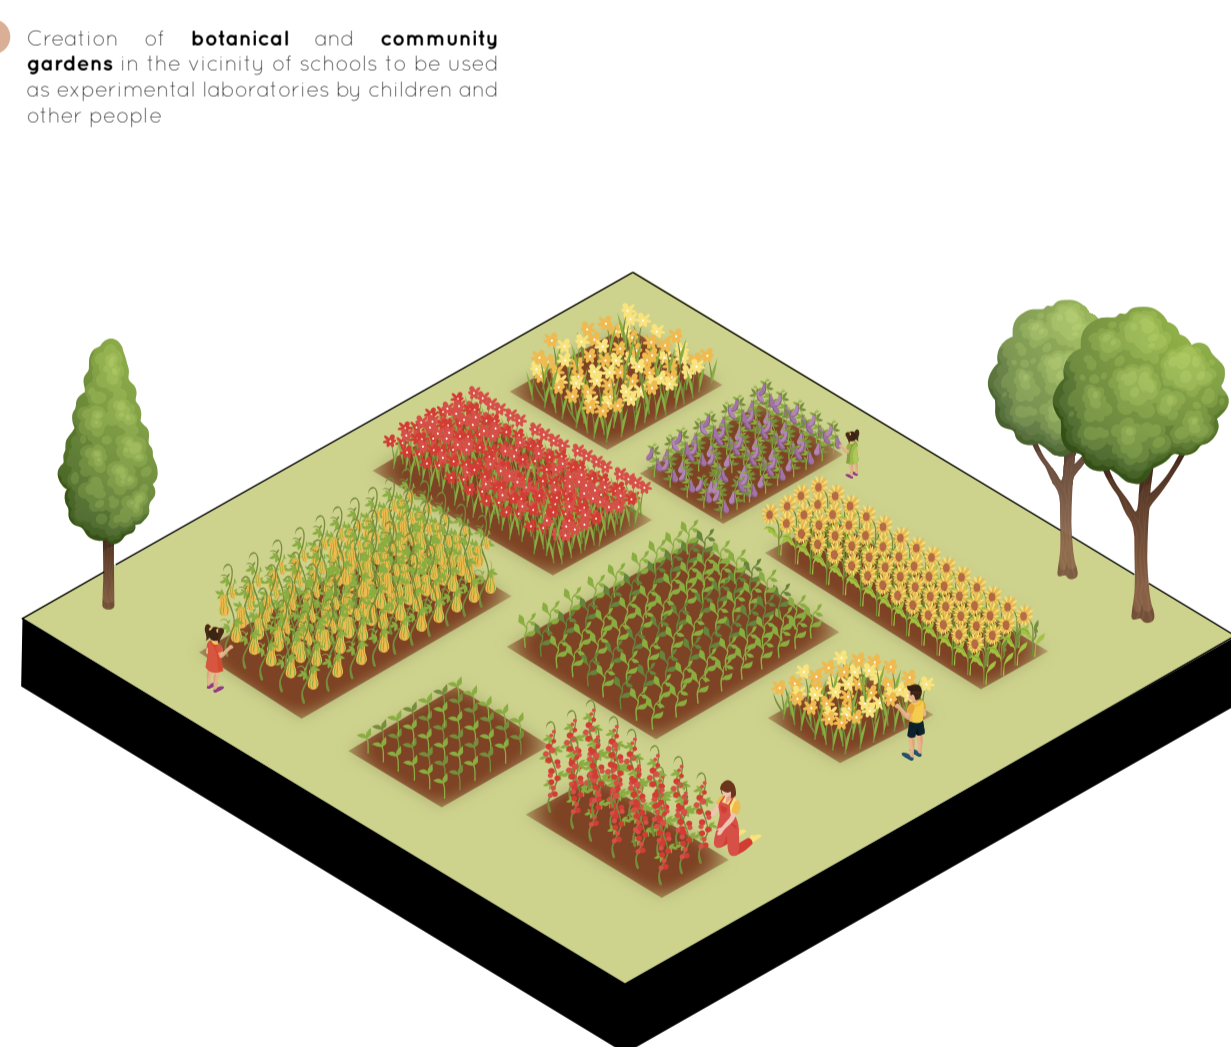 Creation of botanical and community
gardens in the vicinity of schools to be used
as experimental laboratories by children and
other people